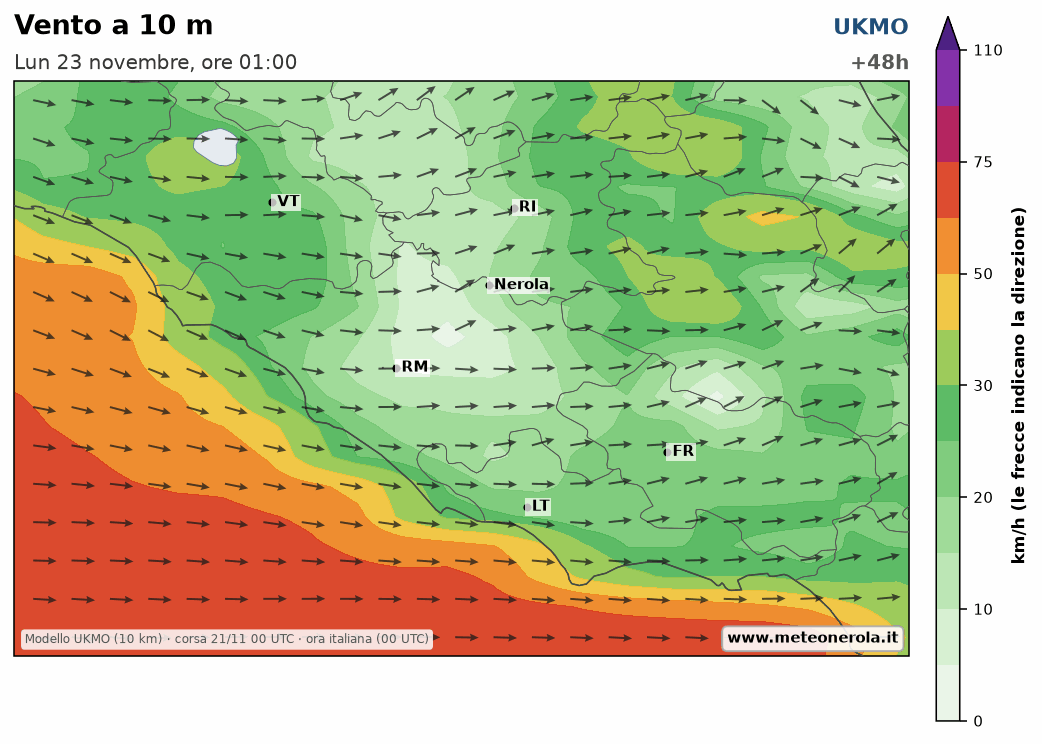 Vento a 10 m
UKMO
Lun 23 novembre, ore 01:00
+48h
110
75
50
30
20
10
0
km/h (le frecce indicano la direzione)
VT
RI
Nerola
RM
FR
LT
Modello UKMO (10 km) · corsa 21/11 00 UTC · ora italiana (00 UTC)
www.meteonerola.it